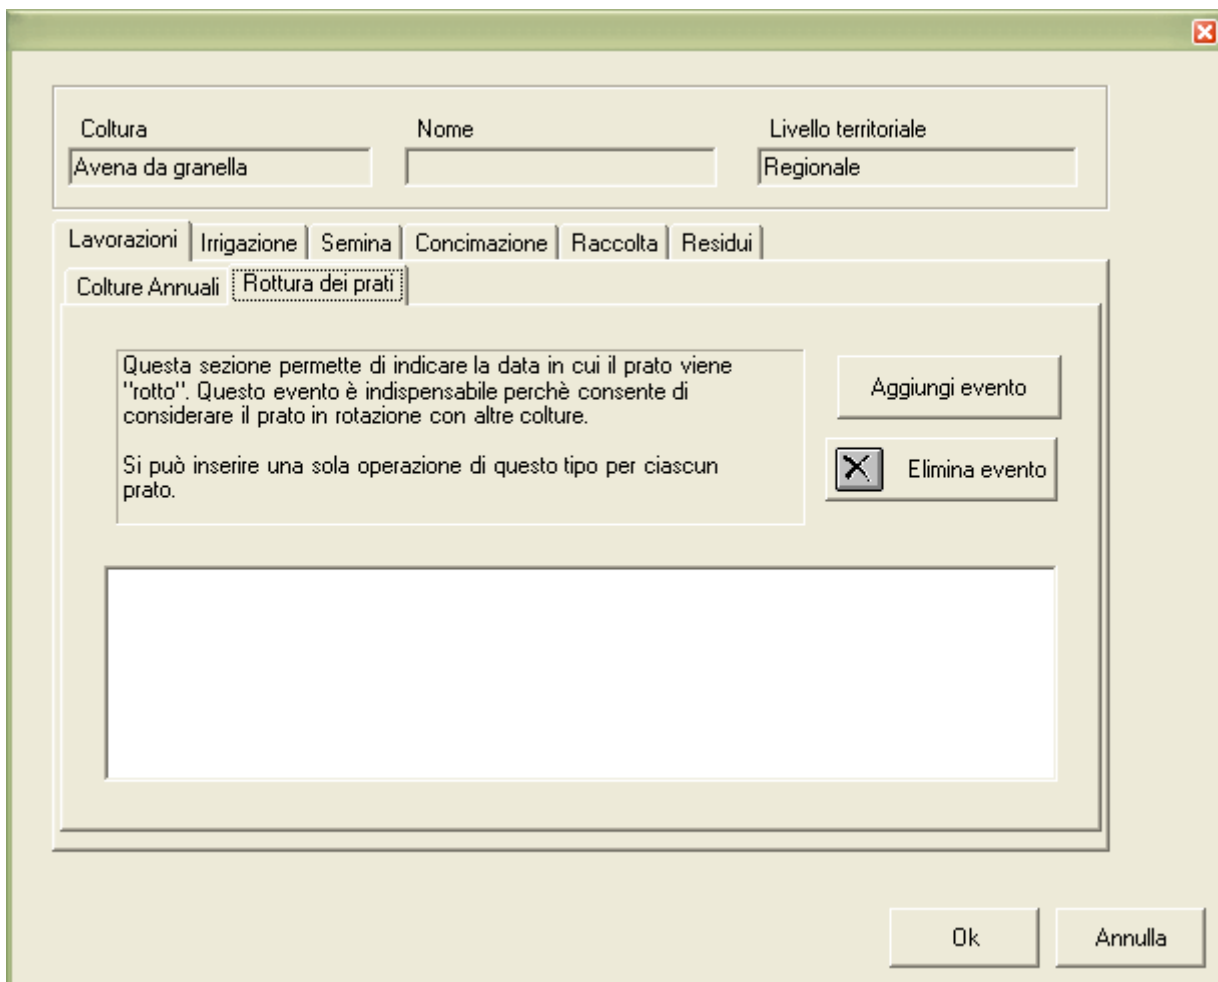 Coltura Nome Livello territoriale
Avena da granella Regionale
Lavorazioni Irrigazione Semina Concimazione Raccolta Residui
Colture Annuali Rottura dei prati
Questa sezione permette di indicare la data in cui il prato viene
"rotto". Questo evento è indispensabile perchè consente di
considerare il prato in rotazione con altre colture.
Si può inserire una sola operazione di questo tipo per ciascun
prato.
Aggiungi evento
Elimina evento
Ok Annulla